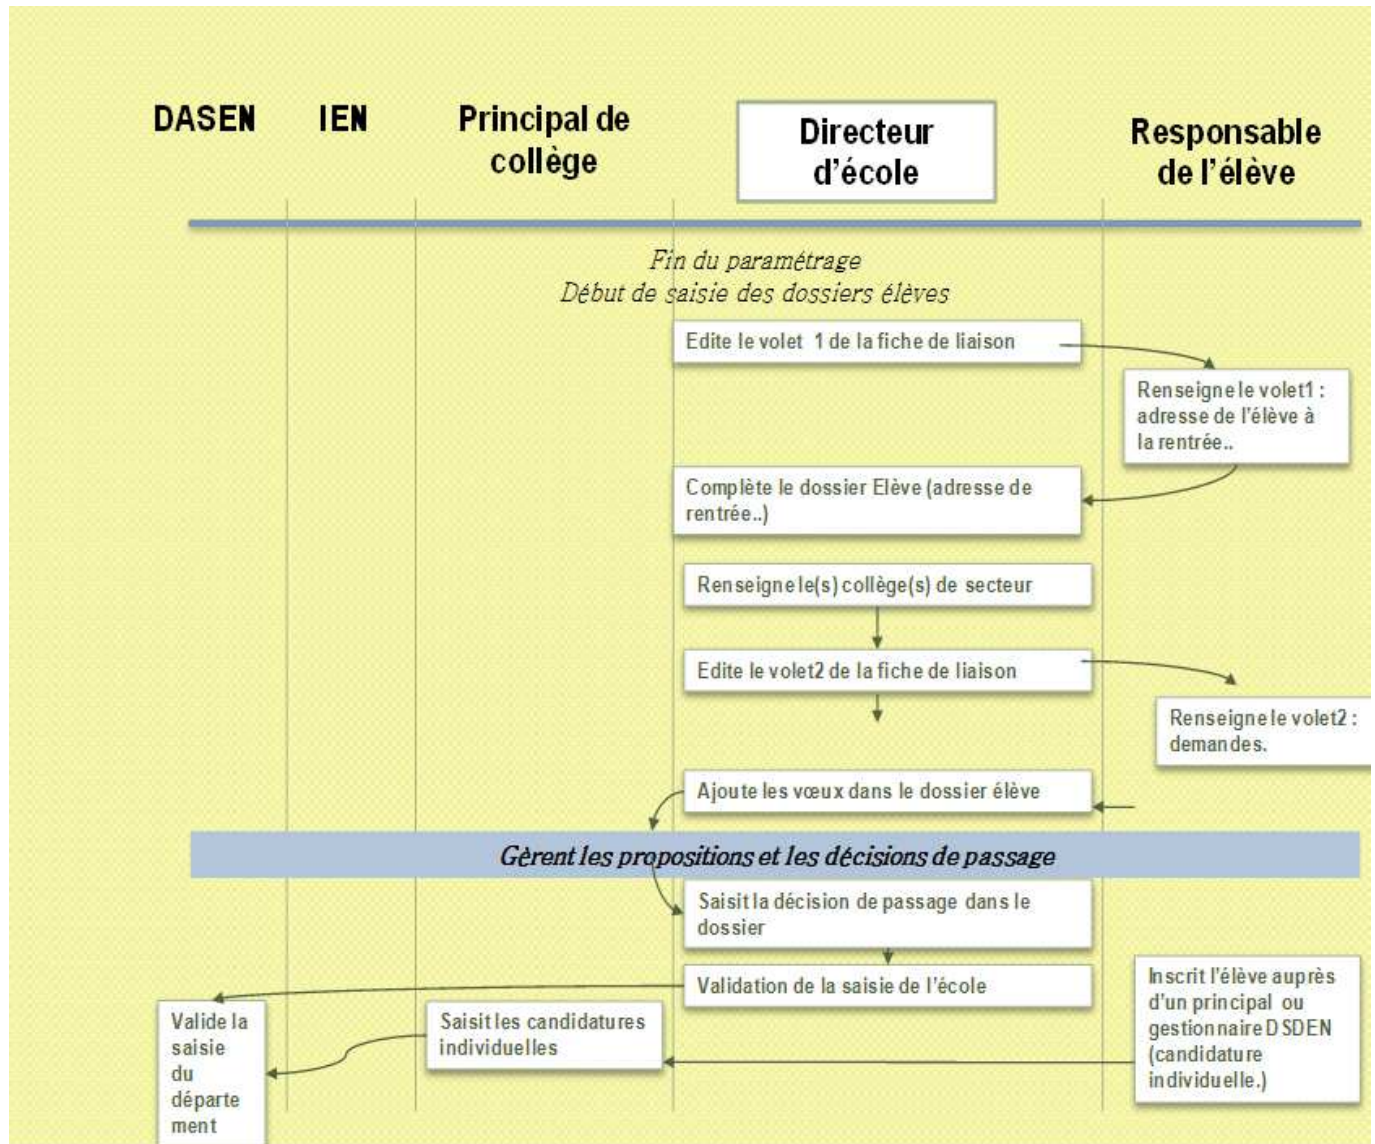 DASEN
IEN
Principal de
collège
Directeur
d'école
Responsable
de l'élève
Fin du paramétrage
Début de saisie des dossiers élèves
Edite le volet 1 de la fiche de liaison
Renseigne le volet1 :
adresse de l'élève à
la rentrée..
Complète le dossier Elève (adresse de
rentrée..)
Renseigne le(s) collège(s) de secteur
Edite le volet2 de la fiche de liaison
Renseigne le volet2 :
demandes.
Ajoute les vœux dans le dossier élève
Gèrent les propositions et les décisions de passage
Saisit la décision de passage dans le
dossier
Validation de la saisie de l'école
Inscrit l'élève auprès
d'un principal ou
gestionnaire DSDEN
(candidature
individuelle.)
Saisit les candidatures
individuelles
Valide la
saisie
du
départe
ment